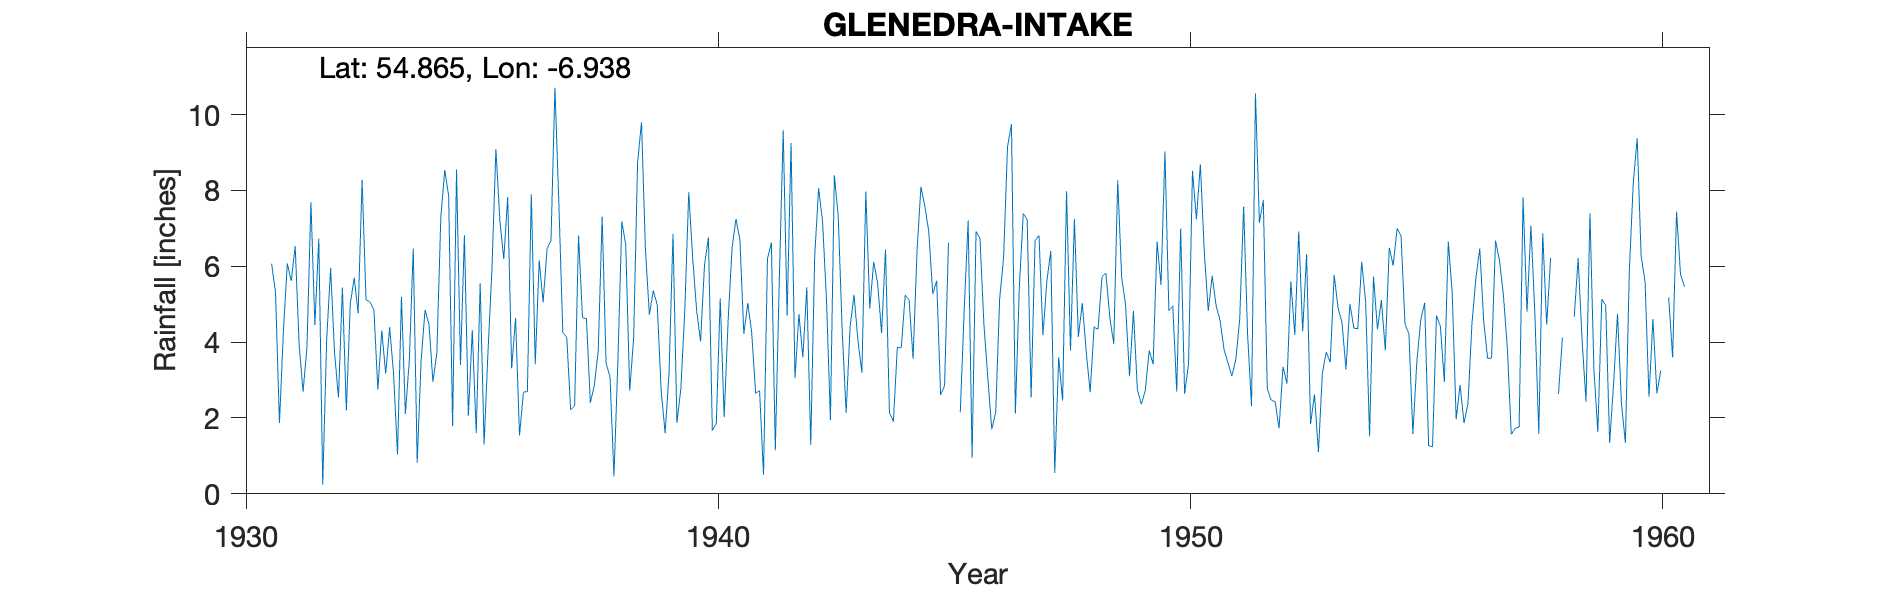 GLENEDRA-INTAKE
Lat: 54.865, Lon: -6.938
10
8
6
4
2
0
Rainfall [inches]
1930 1940 1950 1960
Year